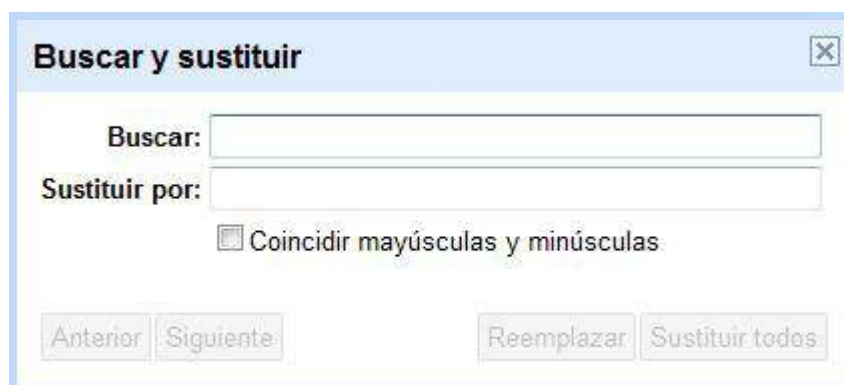 Buscar y sustituir
Buscar:
Sustituir por:
Coincidir mayúsculas y minúsculas
Anterior Siguiente Reemplazar Sustituir todos